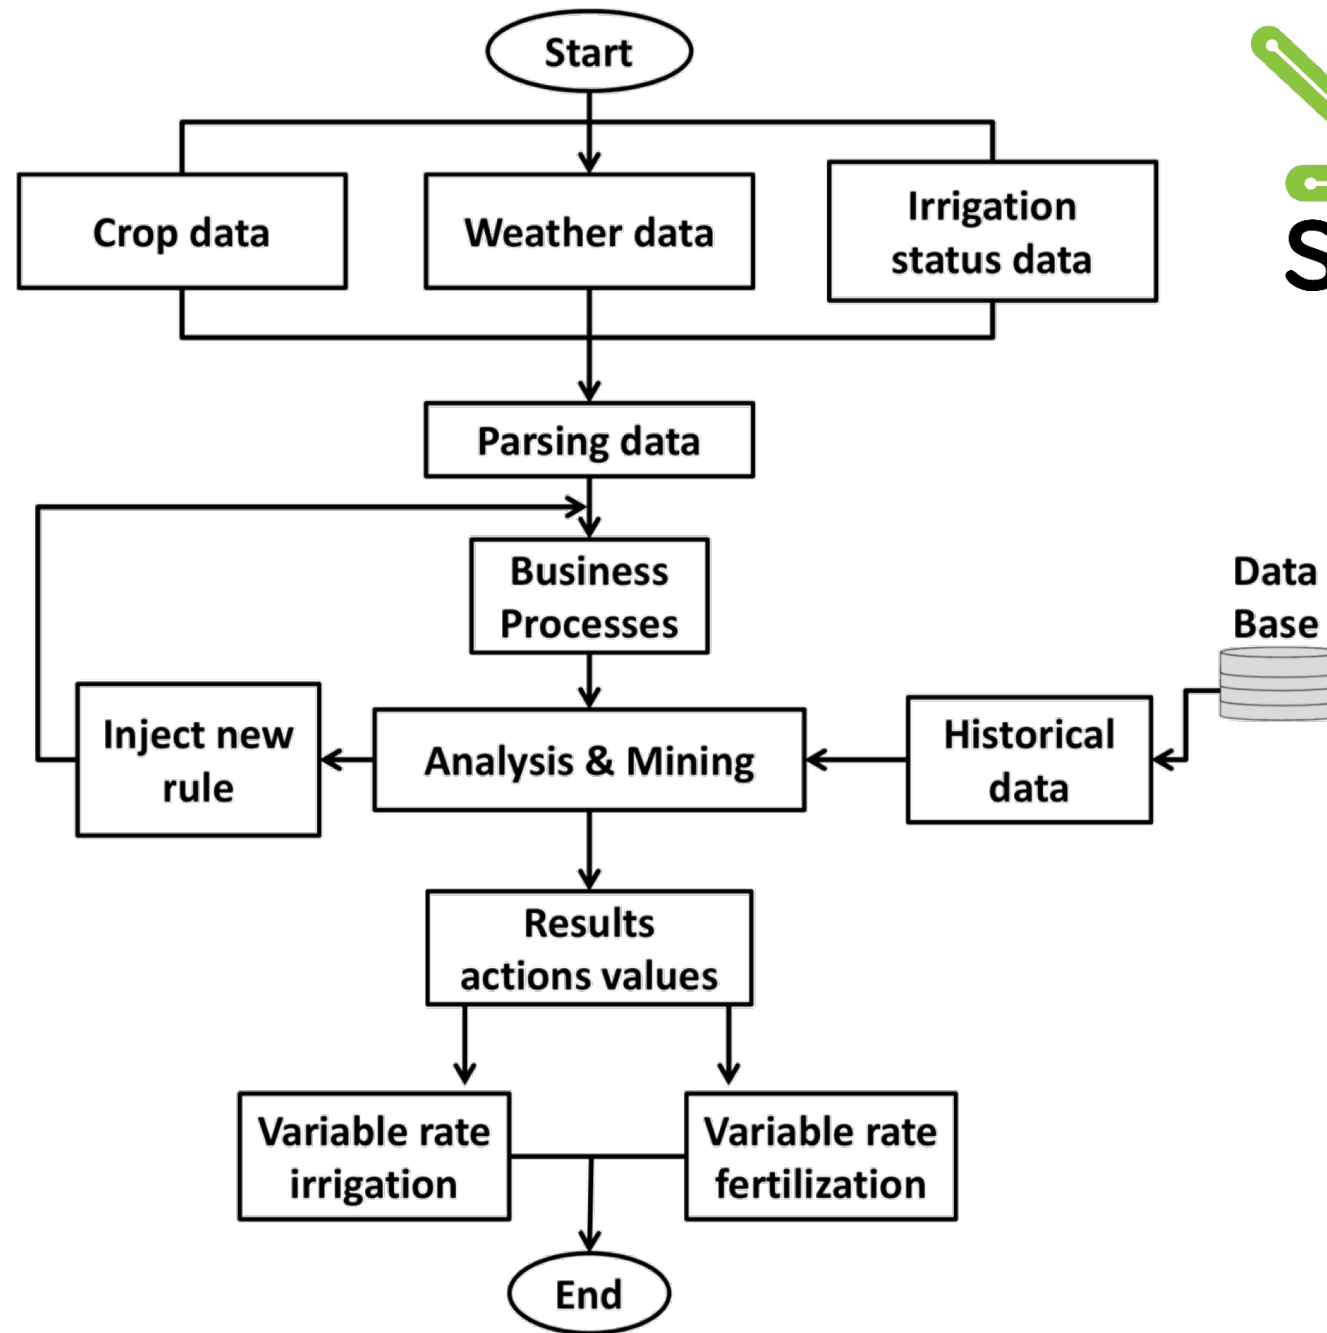 Start
Crop data
Weather data
Irrigation
status data
Parsing data
Business
Processes
Data
Base
Inject new
rule
Analysis & Mining
Historical
data
Results
actions values
Variable rate
irrigation
Variable rate
fertilization
End